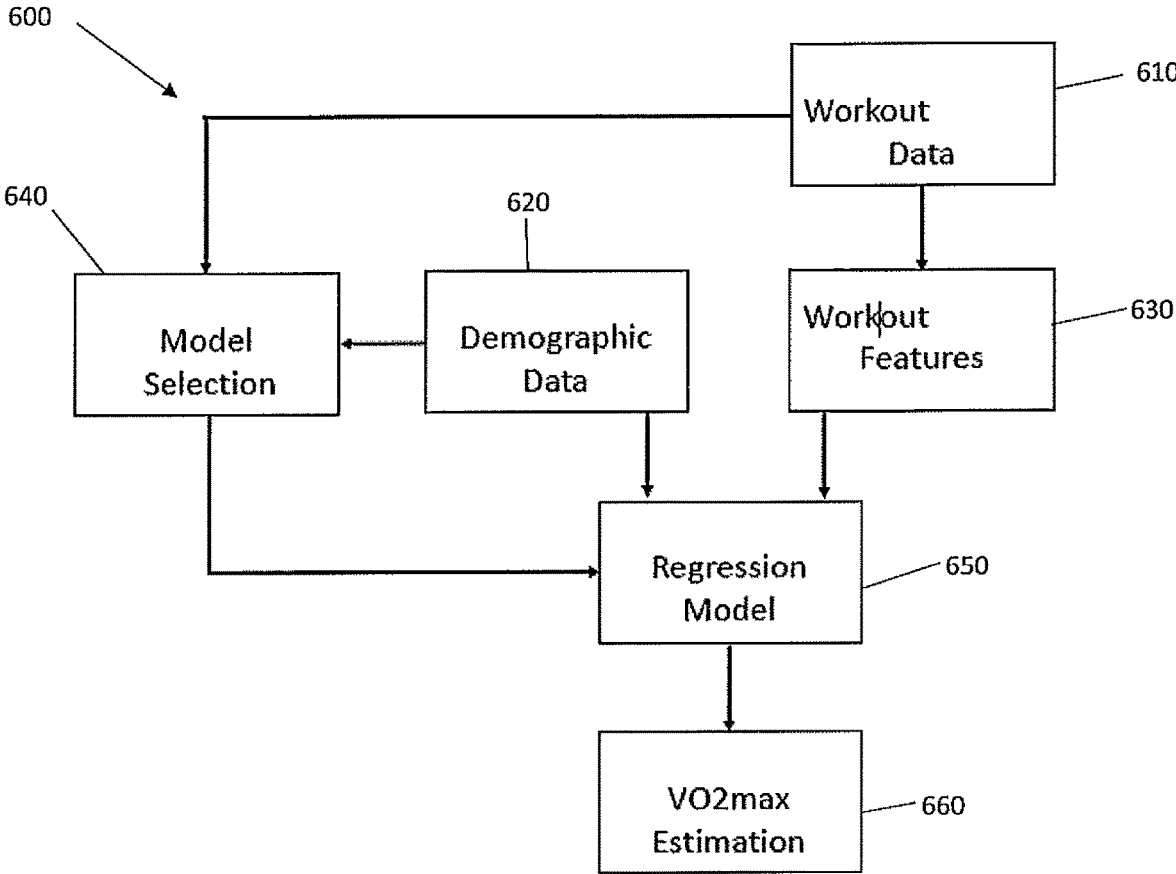 600
610
Workout
Data
640
620
Model
Selection
Demographic
Data
Workout
Features
630
Regression
Model
650
VO2max
Estimation
660